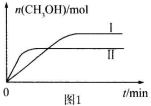 n(CH₃OH)/mol
I
II
0
t/min
图1